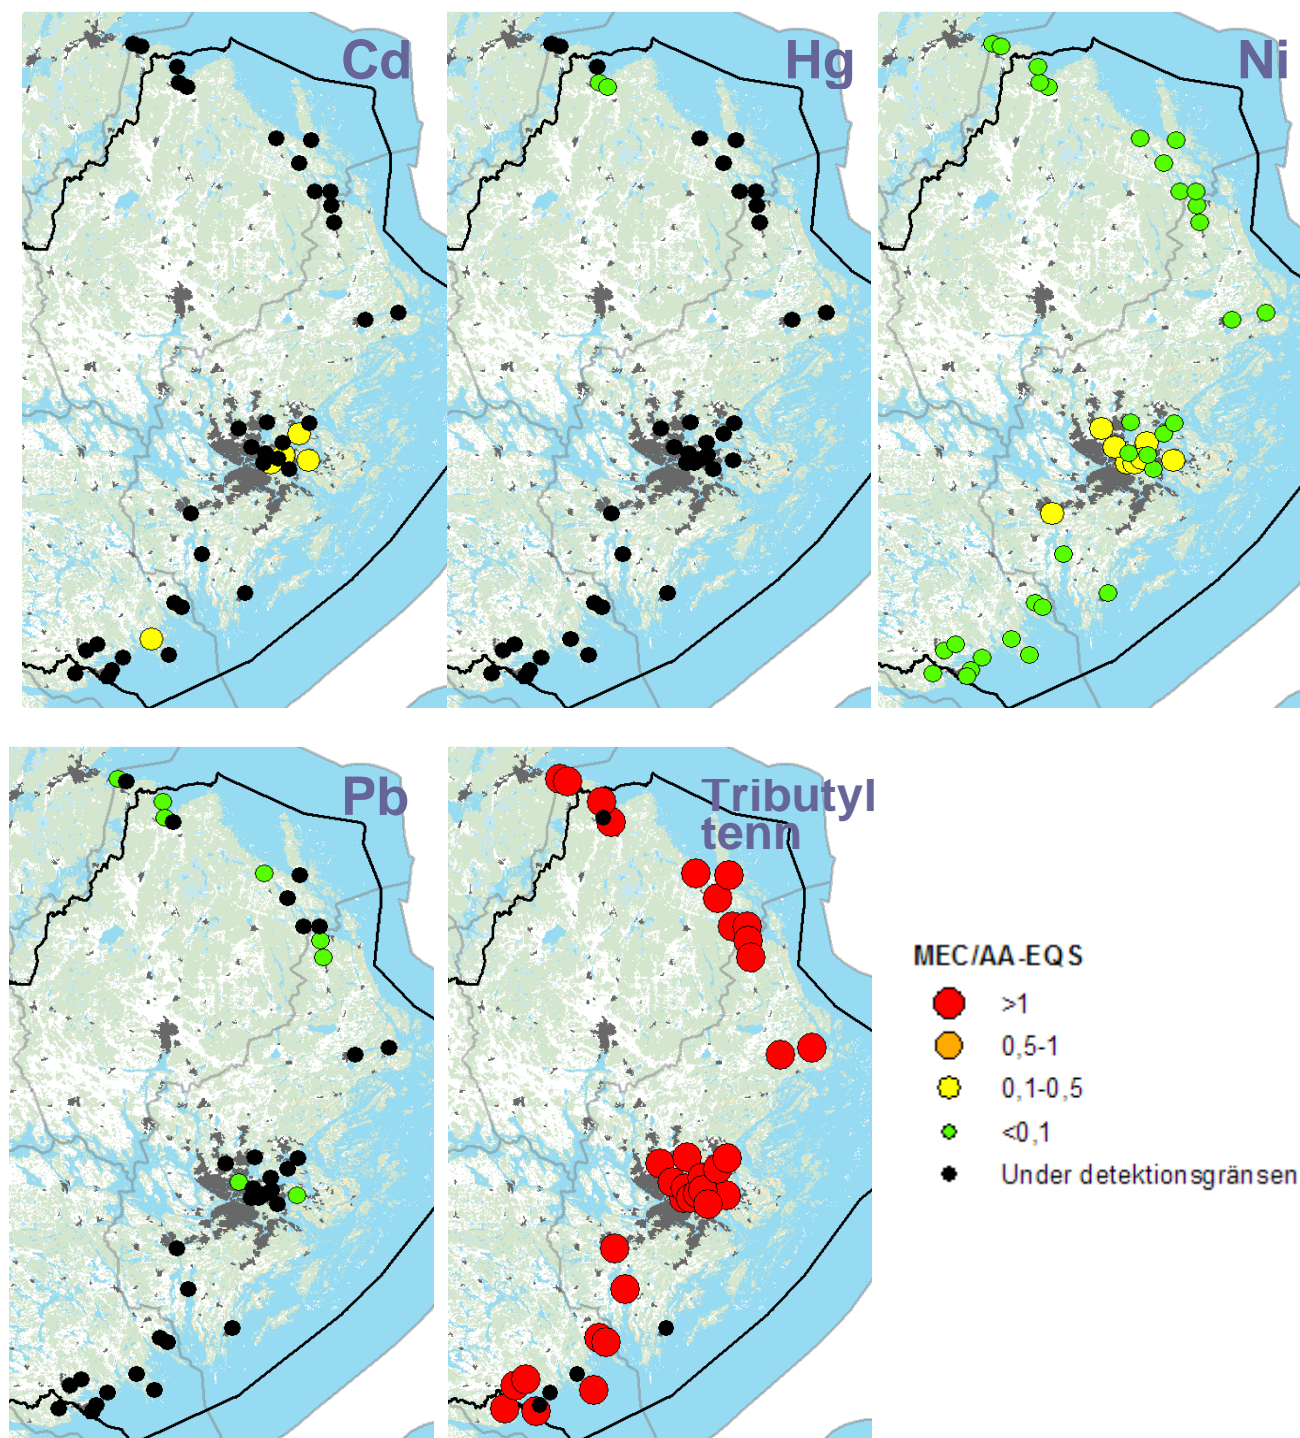 Cd
Hg
Ni
Pb
Tributyl
tenn
MEC/AA-EQS
>1
0,5-1
0,1-0,5
<0,1
Under detektionsgränsen